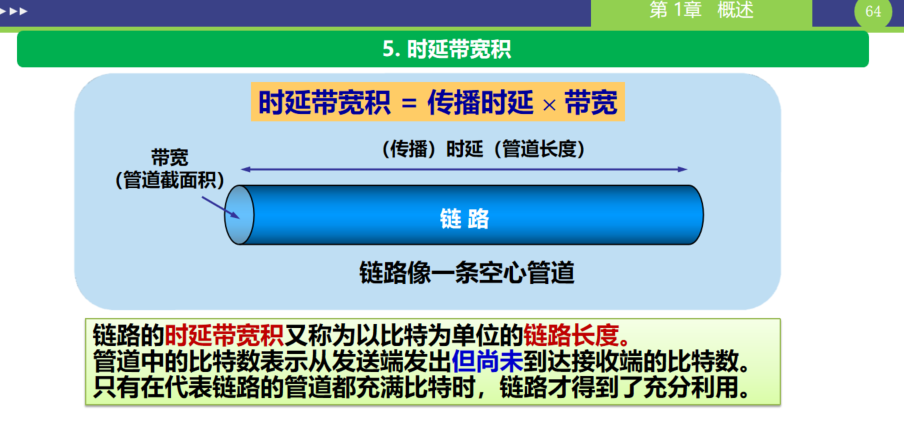 第 1章 概述
64
5. 时延带宽积
时延带宽积 = 传播时延 × 带宽
（传播）时延（管道长度）
带宽
（管道截面积）
链 路
链路像一条空心管道
链路的时延带宽积又称为以比特为单位的链路长度。
管道中的比特数表示从发送端发出但尚未到达接收端的比特数。
只有在代表链路的管道都充满比特时，链路才得到了充分利用。